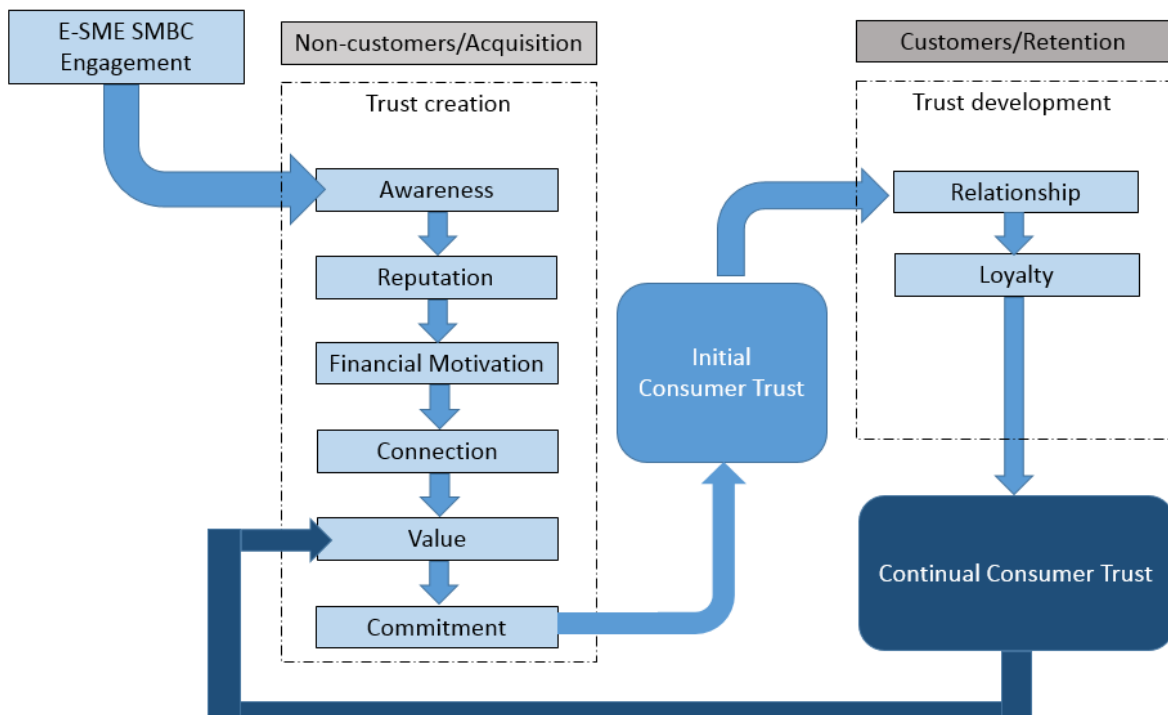 E-SME SMBC
Engagement
Non-customers/Acquisition
Trust creation
Awareness
Reputation
Financial Motivation
Connection
Value
Commitment
Initial
Consumer Trust
Customers/Retention
Trust development
Relationship
Loyalty
Continual Consumer Trust